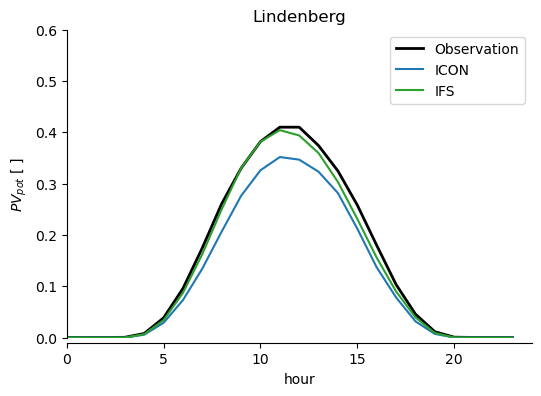 Lindenberg
0.6
0.5
0.4
0.3
0.2
0.1
0.0
PV_pot [ ]
Observation
ICON
IFS
0 5 10 15 20
hour